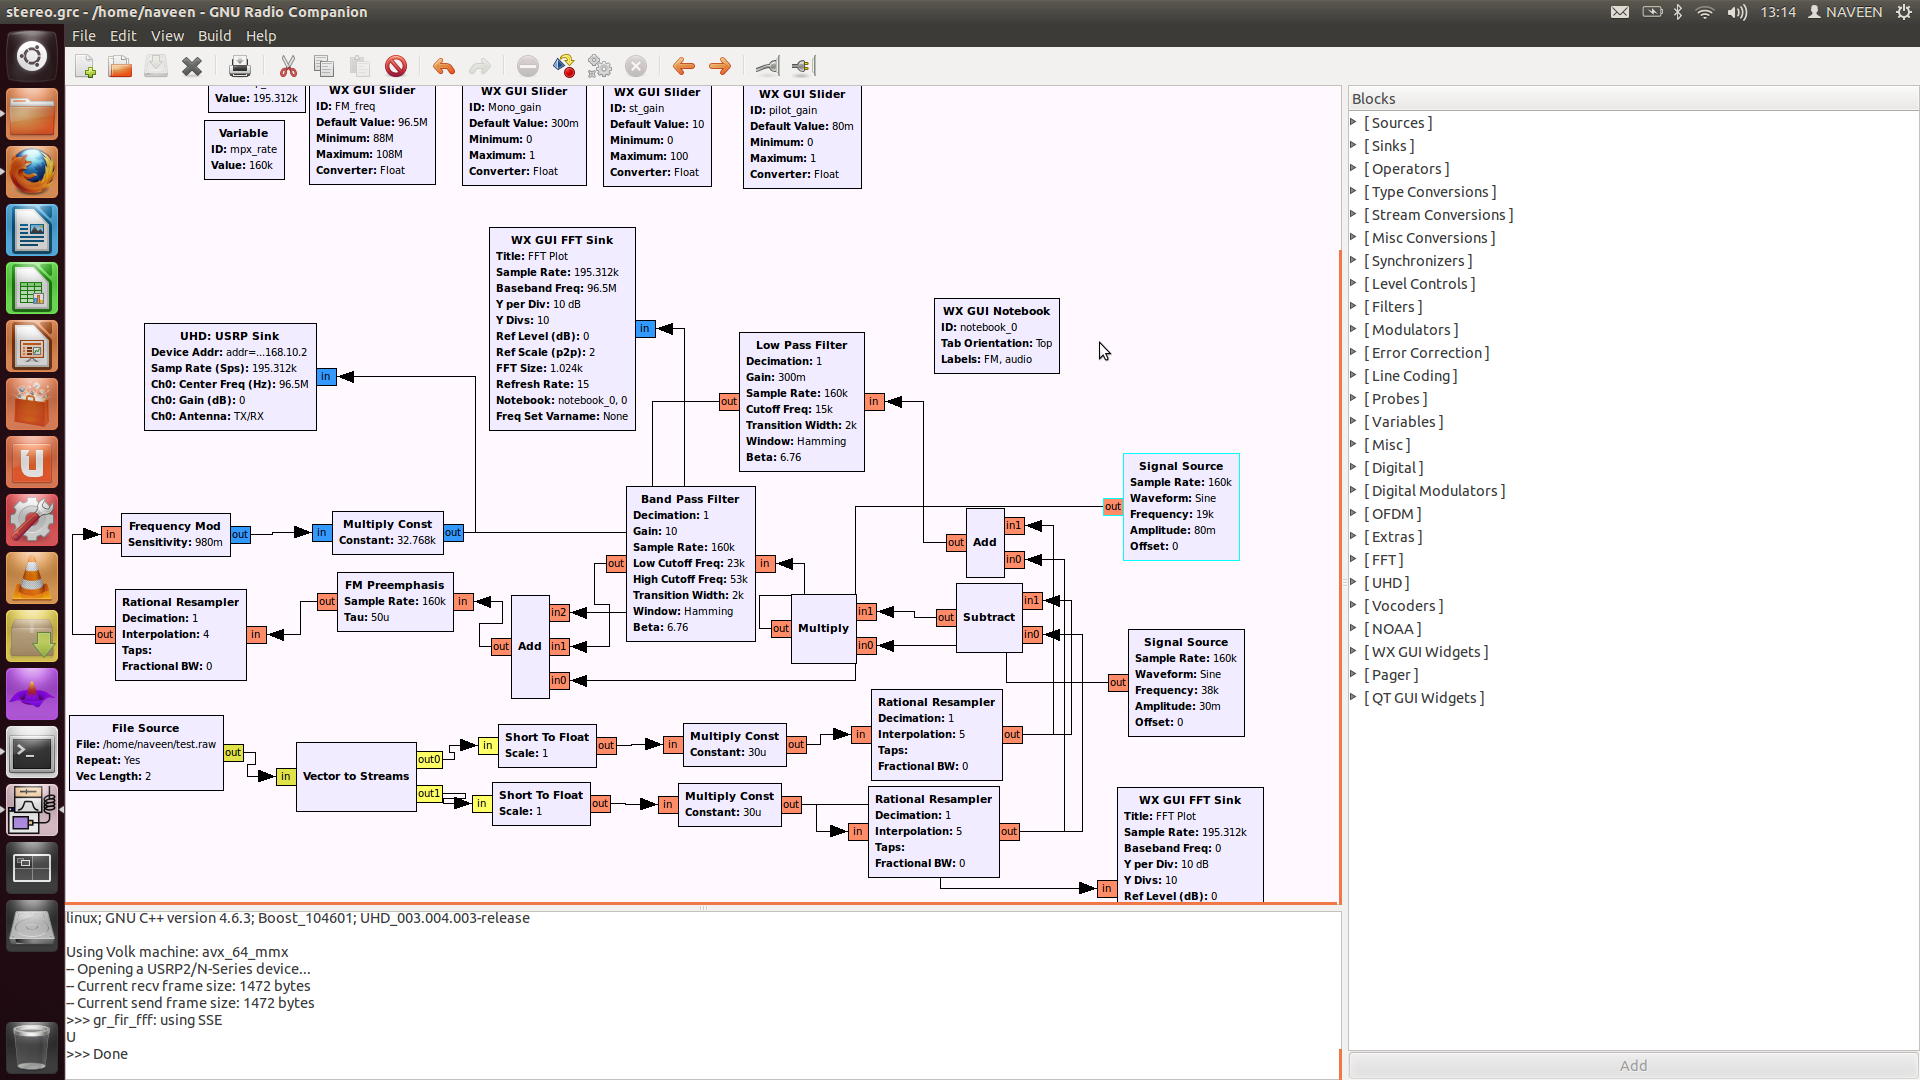 stereo.grc - /home/naveen - GNU Radio Companion
13:14 NAVEEN
File Edit View Build Help
Value: 195.312k
Variable
ID: mpx_rate
Value: 160k
WX GUI Slider
ID: FM_freq
Default Value: 96.5M
Minimum: 88M
Maximum: 108M
Converter: Float
WX GUI Slider
ID: Mono_gain
Default Value: 300m
Minimum: 0
Maximum: 1
Converter: Float
WX GUI Slider
ID: st_gain
Default Value: 10
Minimum: 0
Maximum: 100
Converter: Float
WX GUI Slider
ID: pilot_gain
Default Value: 80m
Minimum: 0
Maximum: 1
Converter: Float
UHD: USRP Sink
Device Addr: addr=...168.10.2
Samp Rate (Sps): 195.312k
Ch0: Center Freq (Hz): 96.5M
Ch0: Gain (dB): 0
Ch0: Antenna: TX/RX
in
WX GUI FFT Sink
Title: FFT Plot
Sample Rate: 195.312k
Baseband Freq: 96.5M
Y per Div: 10 dB
Y Divs: 10
Ref Level (dB): 0
Ref Scale (p2p): 2
FFT Size: 1.024k
Refresh Rate: 15
Notebook: notebook_0, 0
Freq Set Varname: None
in
out
Low Pass Filter
Decimation: 1
Gain: 300m
Sample Rate: 160k
Cutoff Freq: 15k
Transition Width: 2k
Window: Hamming
Beta: 6.76
in
WX GUI Notebook
ID: notebook_0
Tab Orientation: Top
Labels: FM, audio
out
Signal Source
Sample Rate: 160k
Waveform: Sine
Frequency: 19k
Amplitude: 80m
Offset: 0
in
Frequency Mod
Sensitivity: 980m
out
in
Multiply Const
Constant: 32.768k
out
out
Band Pass Filter
Decimation: 1
Gain: 10
Sample Rate: 160k
Low Cutoff Freq: 23k
High Cutoff Freq: 53k
Transition Width: 2k
Window: Hamming
Beta: 6.76
in
out
Add
in1
in0
out
Rational Resampler
Decimation: 1
Interpolation: 4
Taps:
Fractional BW: 0
in
out
FM Preemphasis
Sample Rate: 160k
Tau: 50u
in
out
Add
in2
in1
in0
out
Multiply
in1
in0
out
Subtract
in1
in0
out
Signal Source
Sample Rate: 160k
Waveform: Sine
Frequency: 38k
Amplitude: 30m
Offset: 0
File Source
File: /home/naveen/test.raw
Repeat: Yes
Vec Length: 2
out
in
Vector to Streams
out0
out1
in
Short To Float
Scale: 1
out
in
Multiply Const
Constant: 30u
out
in
Rational Resampler
Decimation: 1
Interpolation: 5
Taps:
Fractional BW: 0
out
in
Short To Float
Scale: 1
out
in
Multiply Const
Constant: 30u
out
in
Rational Resampler
Decimation: 1
Interpolation: 5
Taps:
Fractional BW: 0
out
in
WX GUI FFT Sink
Title: FFT Plot
Sample Rate: 195.312k
Baseband Freq: 0
Y per Div: 10 dB
Y Divs: 10
Ref Level (dB): 0
linux; GNU C++ version 4.6.3; Boost_104601; UHD_003.004.003-release
Using Volk machine: avx_64_mmx
-- Opening a USRP2/N-Series device...
-- Current recv frame size: 1472 bytes
-- Current send frame size: 1472 bytes
>>> gr_fir_fff: using SSE
U
>>> Done
Blocks
[ Sources ]
[ Sinks ]
[ Operators ]
[ Type Conversions ]
[ Stream Conversions ]
[ Misc Conversions ]
[ Synchronizers ]
[ Level Controls ]
[ Filters ]
[ Modulators ]
[ Error Correction ]
[ Line Coding ]
[ Probes ]
[ Variables ]
[ Misc ]
[ Digital ]
[ Digital Modulators ]
[ OFDM ]
[ Extras ]
[ FFT ]
[ UHD ]
[ Vocoders ]
[ NOAA ]
[ WX GUI Widgets ]
[ Pager ]
[ QT GUI Widgets ]
Add